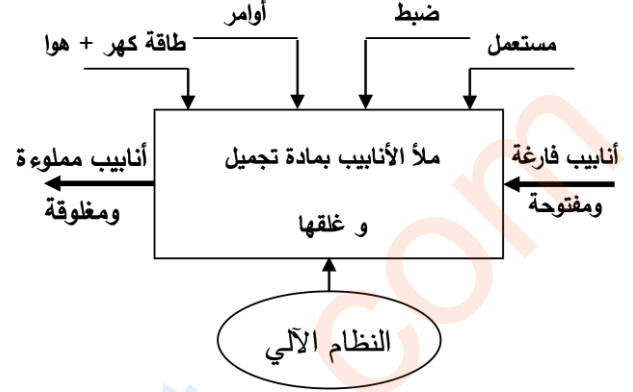 أوامر
ضبط
طاقة كهر + هوا
مستعمل
أنابيب فارغة
ومفتوحة
ملأ الأنابيب بمادة تجميل
و غلقها
أنابيب مملوءة
ومغلوقة
النظام الآلي
com